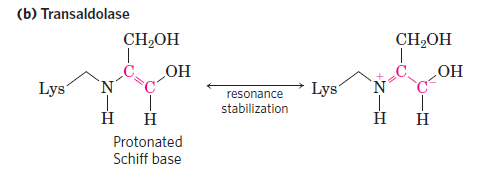 (b) Transaldolase
CH₂OH CH₂OH
C OH C OH
Lys N C resonance Lys N + C −
stabilization
H H H H
Protonated
Schiff base